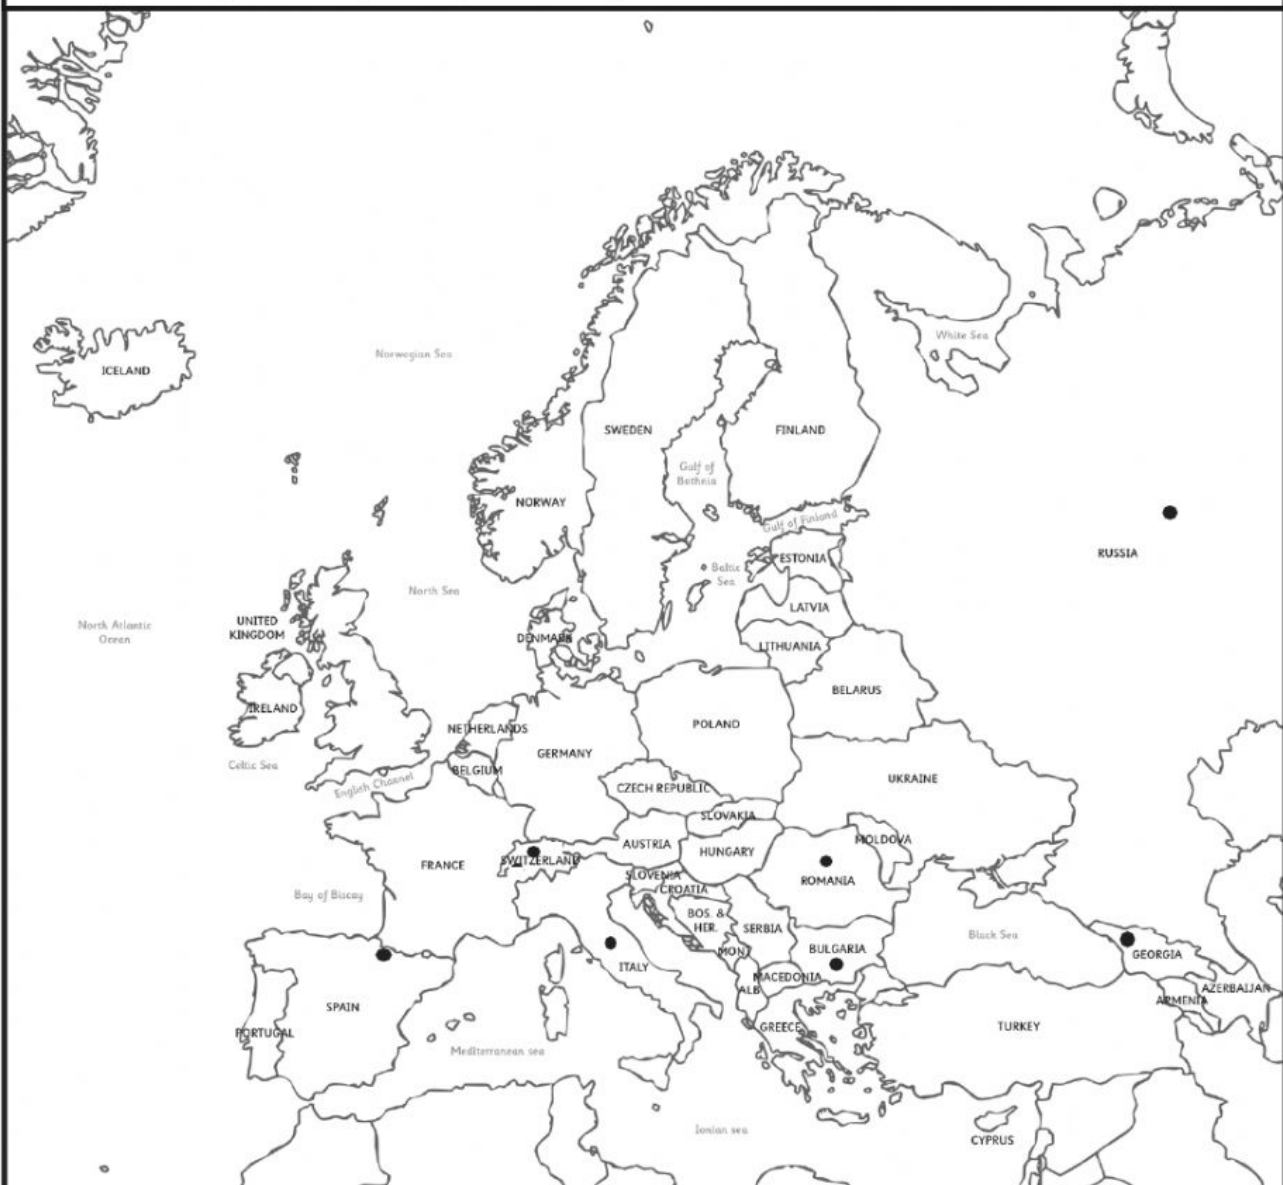 ICELAND
Norwegian Sea
White Sea
SWEDEN
FINLAND
Gulf of
Bothnia
NORWAY
Gulf of Finland
RUSSIA
ESTONIA
Baltic
Sea
North Sea
LATVIA
North Atlantic
Ocean
UNITED
KINGDOM
DENMARK
LITHUANIA
BELARUS
IRELAND
POLAND
NETHERLANDS
GERMANY
Celtic Sea
BELGIUM
UKRAINE
English Channel
CZECH REPUBLIC
SLOVAKIA
MOLDOVA
AUSTRIA
HUNGARY
FRANCE
SWITZERLAND
ROMANIA
SLOVENIA
CROATIA
Bay of Biscay
BOS. &
HER.
SERBIA
Black Sea
BULGARIA
MONT
GEORGIA
ITALY
MACEDONIA
ALB
AZERBAIJAN
ARMENIA
SPAIN
PORTUGAL
GREECE
TURKEY
Mediterranean sea
Ionian sea
CYPRUS